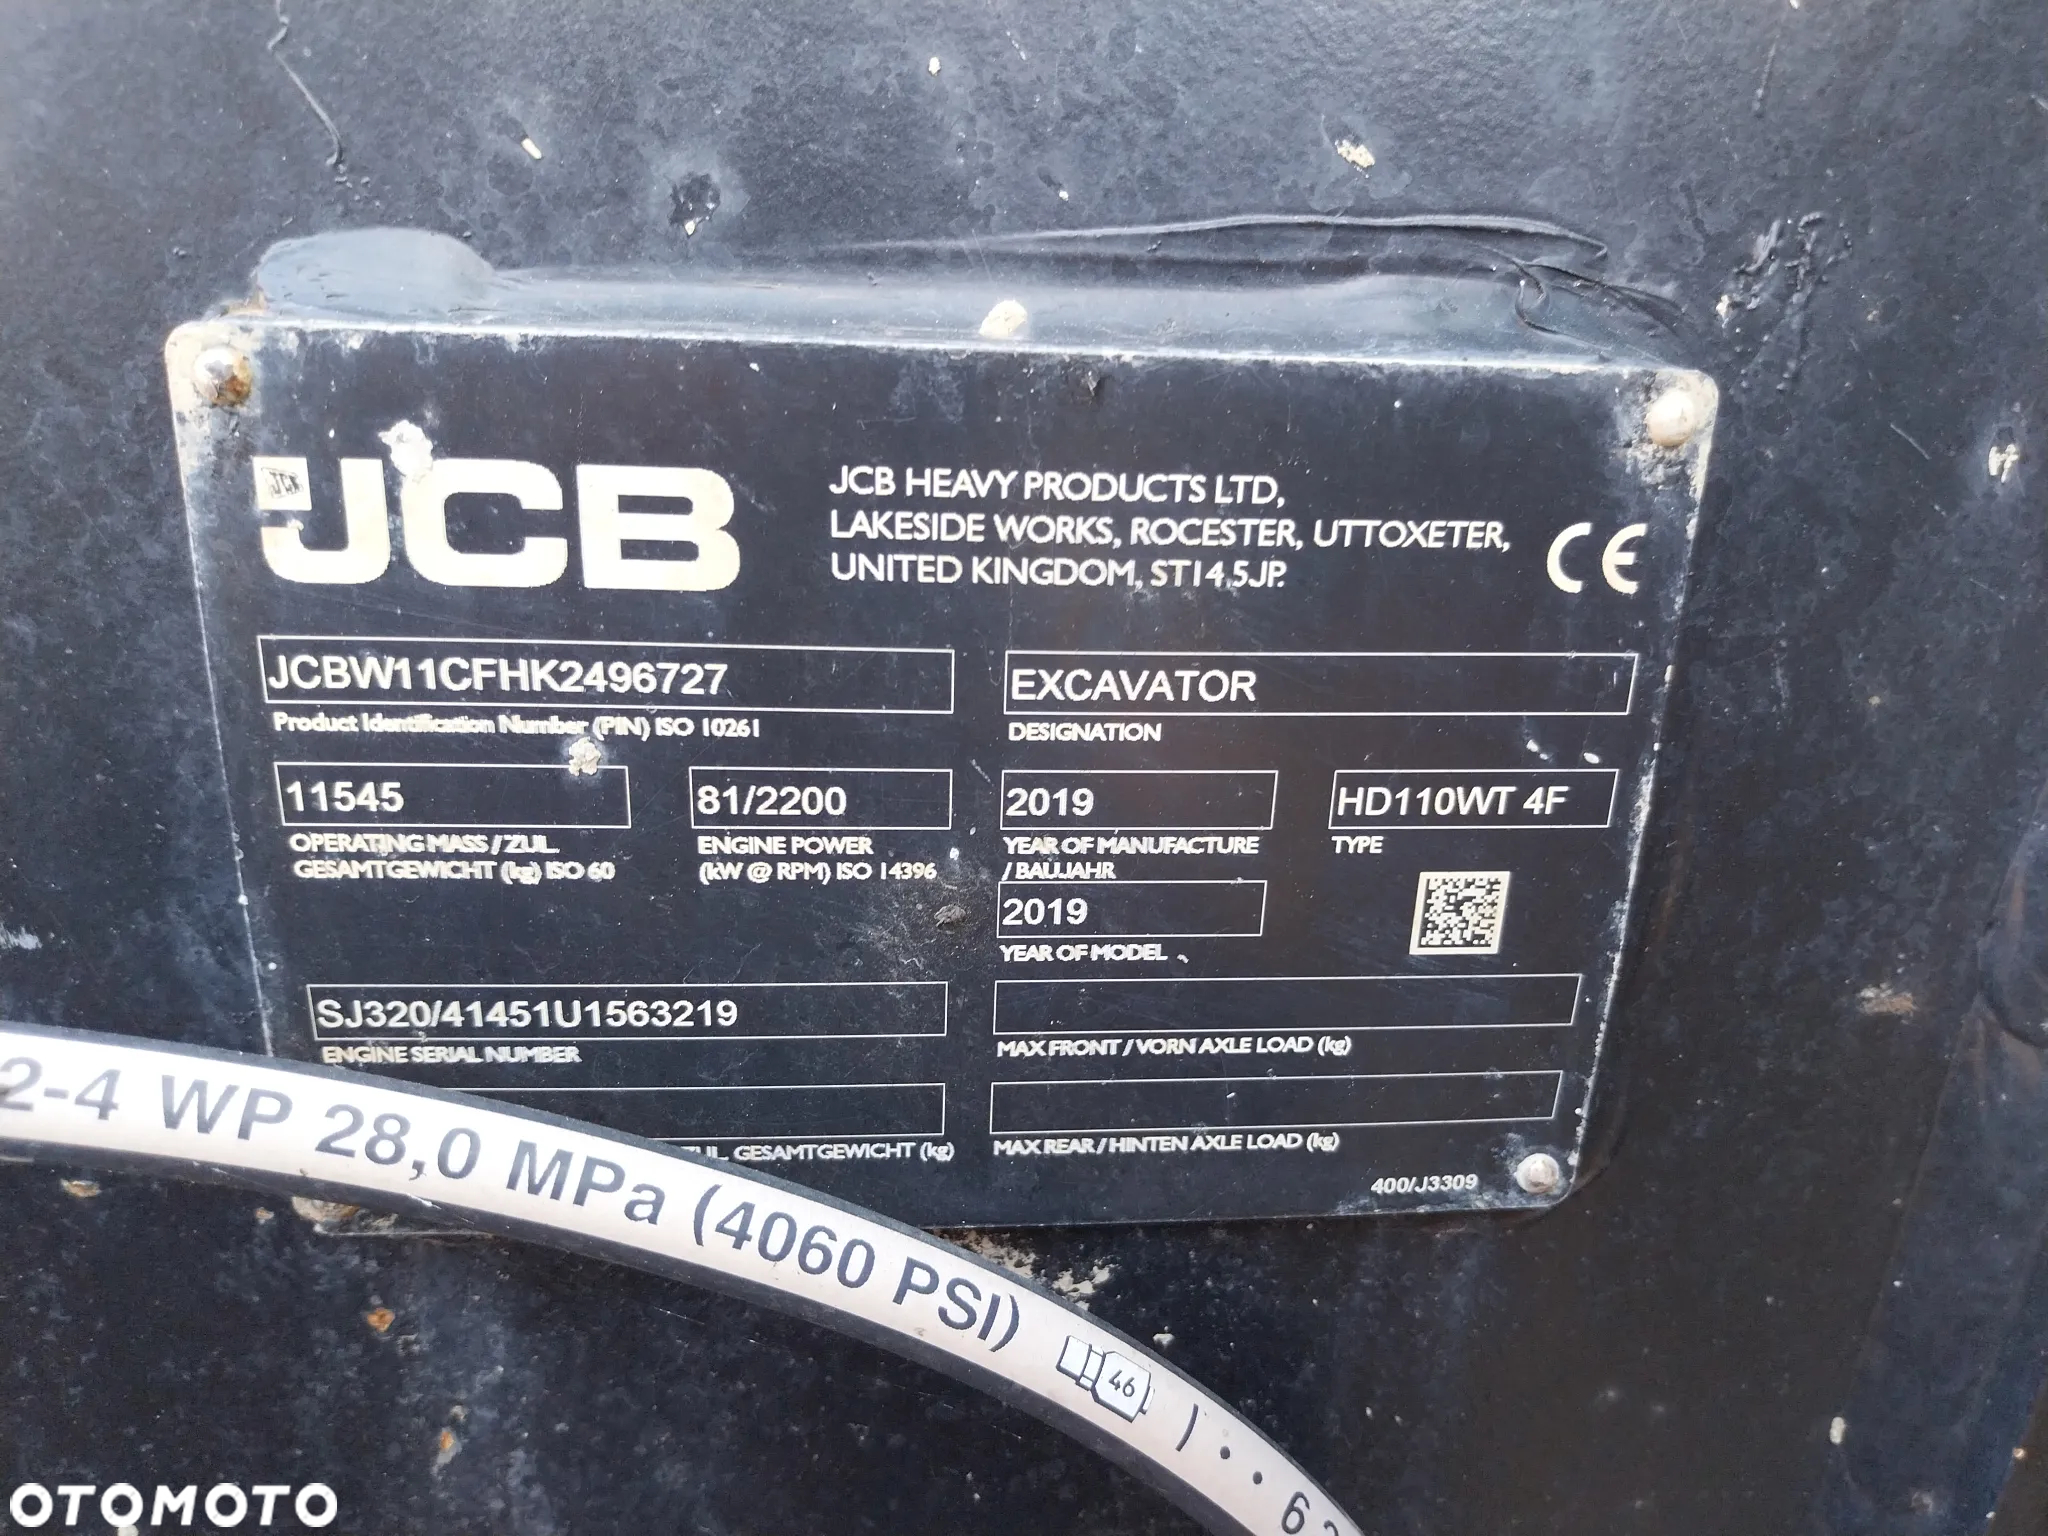 JCB
JCB HEAVY PRODUCTS LTD,
LAKESIDE WORKS, ROCESTER, UTTOXETER,
UNITED KINGDOM, ST14 5JP.
CE
JCBW11CFHK2496727
Product Identification Number (PIN) ISO 10261
EXCAVATOR
DESIGNATION
11545
OPERATING MASS / ZUL.
GESAMTGEWICHT (kg) ISO 60
81/2200
ENGINE POWER
(kW @ RPM) ISO 14396
2019
YEAR OF MANUFACTURE
/ BAUJAHR
HD110WT 4F
TYPE
2019
YEAR OF MODEL
SJ320/41451U1563219
ENGINE SERIAL NUMBER
MAX FRONT / VORN AXLE LOAD (kg)
ZUL. GESAMTGEWICHT (kg)
MAX REAR / HINTEN AXLE LOAD (kg)
400/J3309
2-4 WP 28,0 MPa (4060 PSI)
46
OTOMOTO